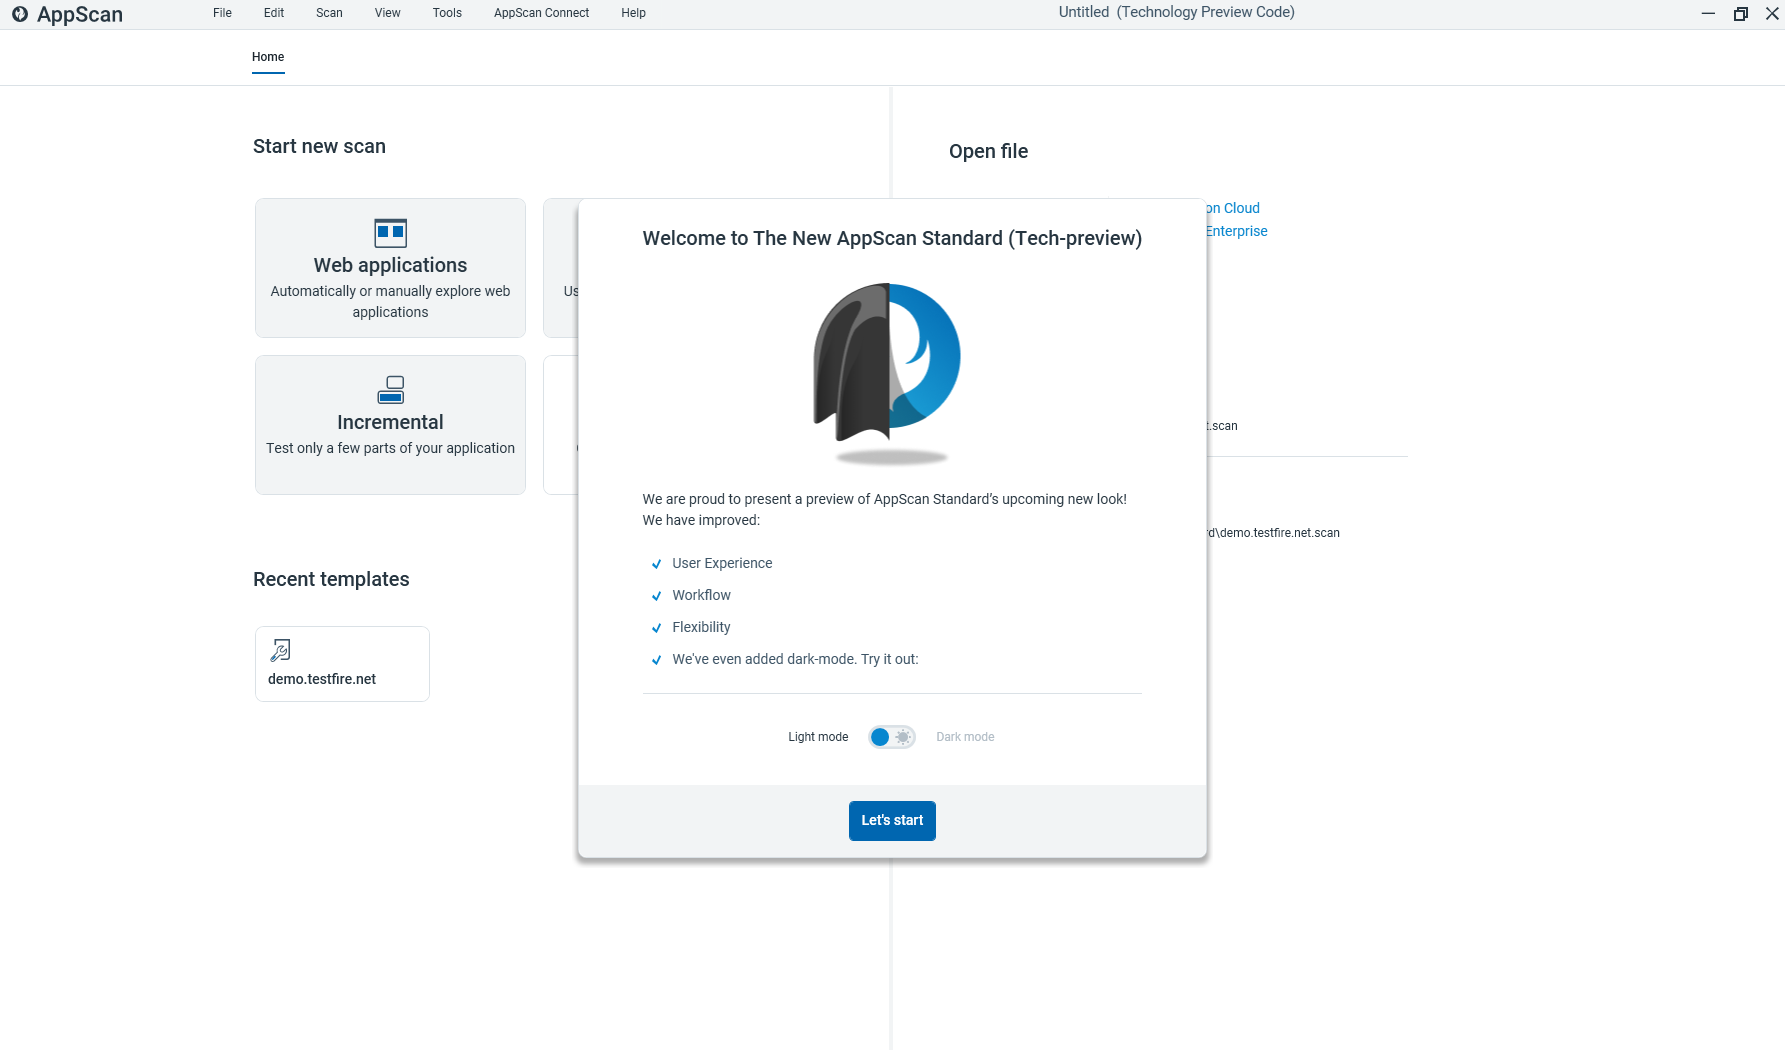 AppScan
File Edit Scan View Tools AppScan Connect Help
Untitled (Technology Preview Code)
Home
Start new scan
Web applications
Automatically or manually explore web
applications
Incremental
Test only a few parts of your application
Recent templates
demo.testfire.net
Open file
on Cloud
Enterprise
t.scan
rd\demo.testfire.net.scan
Us
Welcome to The New AppScan Standard (Tech-preview)
We are proud to present a preview of AppScan Standard’s upcoming new look!
We have improved:
User Experience
Workflow
Flexibility
We've even added dark-mode. Try it out:
Light mode Dark mode
Let's start